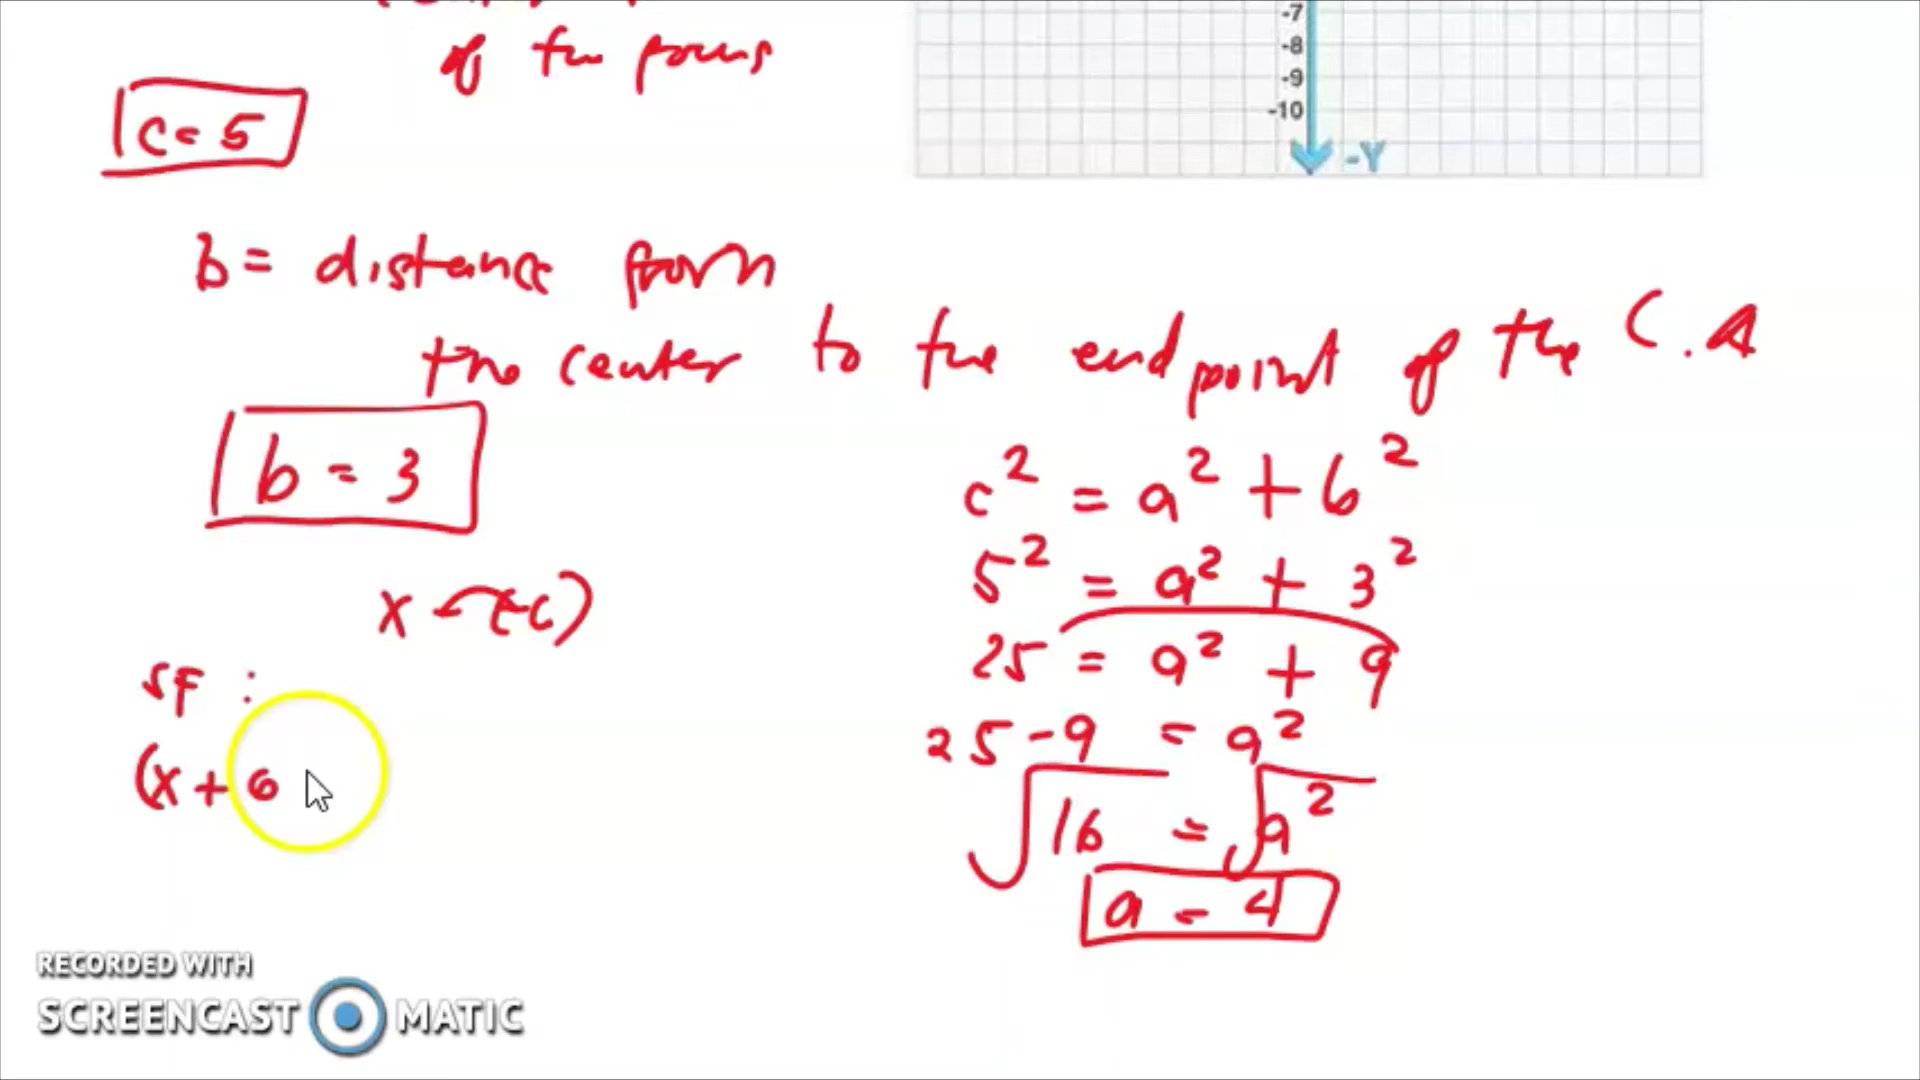 of the focus
-7
-8
-9
-10
-Y
c = 5
b = distance from
the center to the endpoint of the C.A
b = 3
c² = a² + b²
5² = a² + 3²
25 = a² + 9
25 - 9 = a²
√16 = √a²
a = 4
SF :
(x + 6
RECORDED WITH
SCREENCAST MATIC